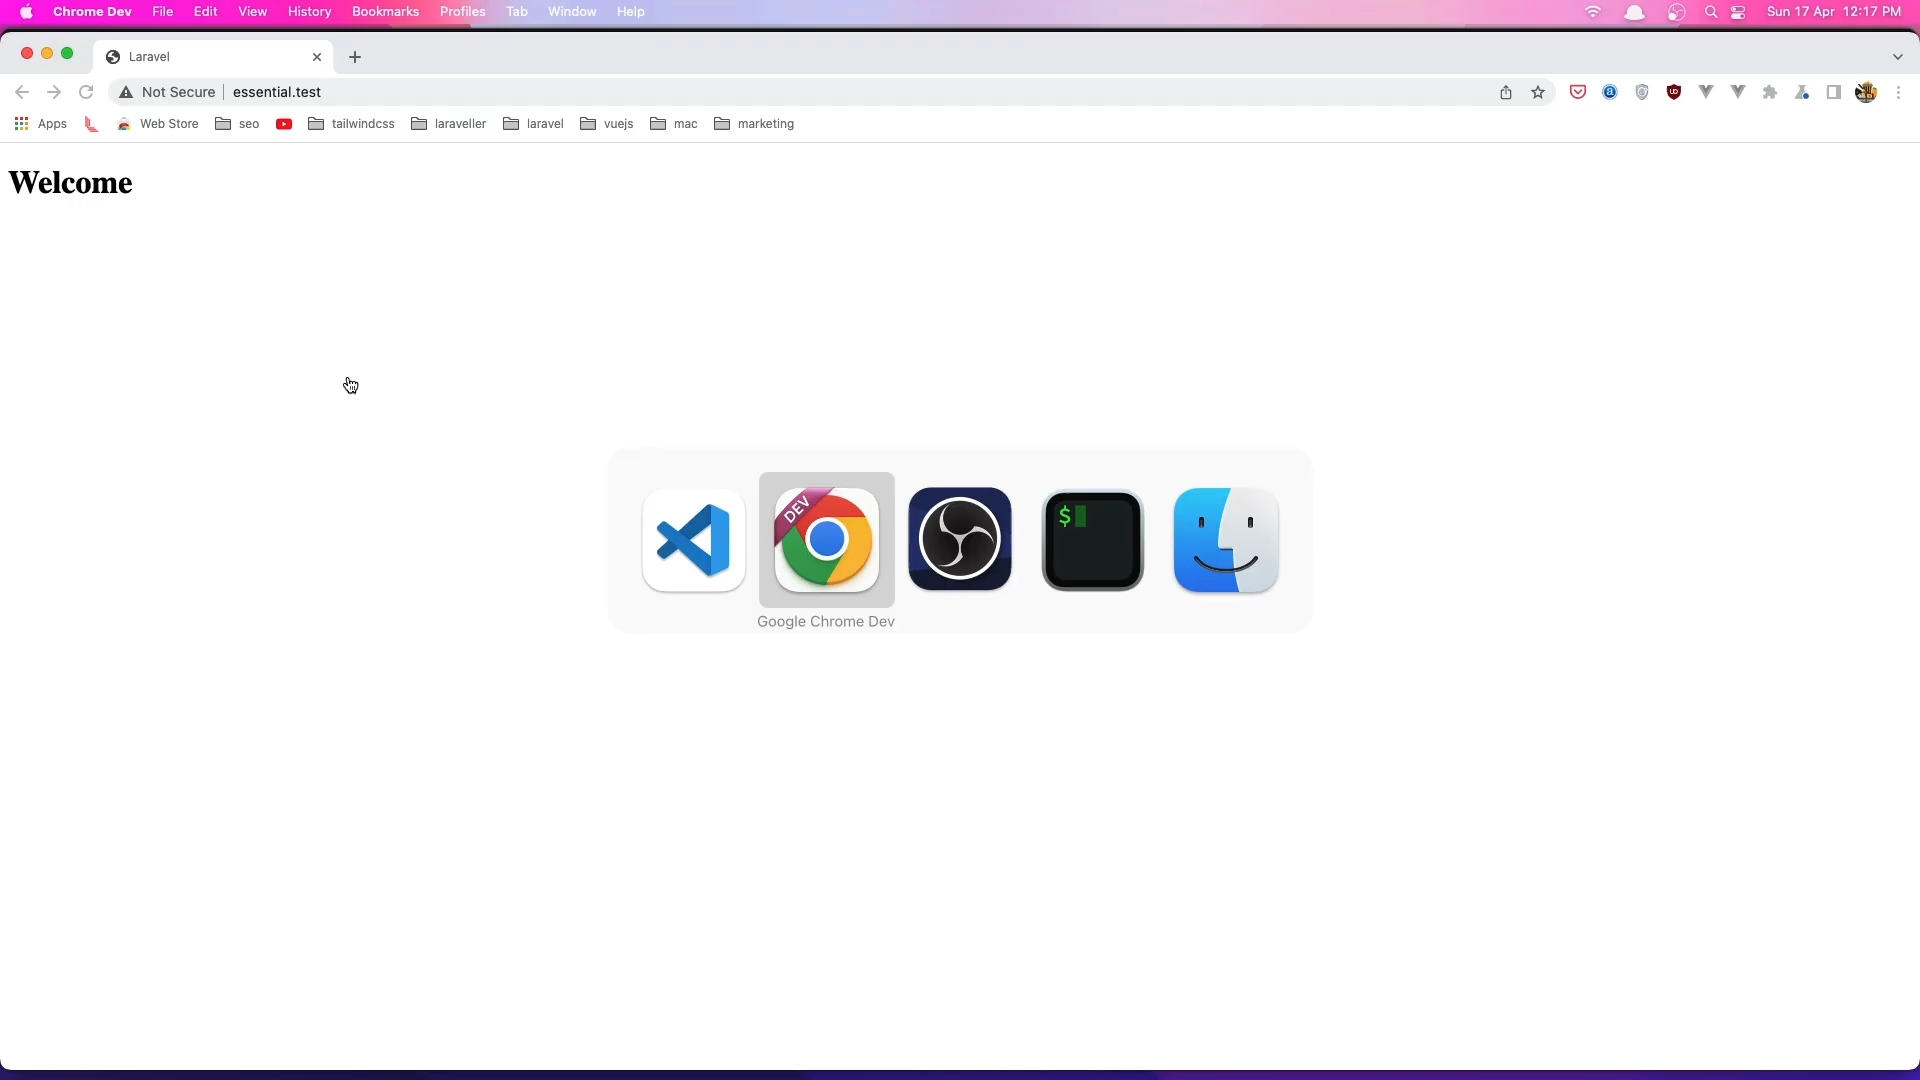 Chrome Dev File Edit View History Bookmarks Profiles Tab Window Help Sun 17 Apr 12:17 PM
Laravel
Not Secure essential.test
Apps Web Store seo tailwindcss laraveller laravel vuejs mac marketing
Welcome
DEV
$
Google Chrome Dev